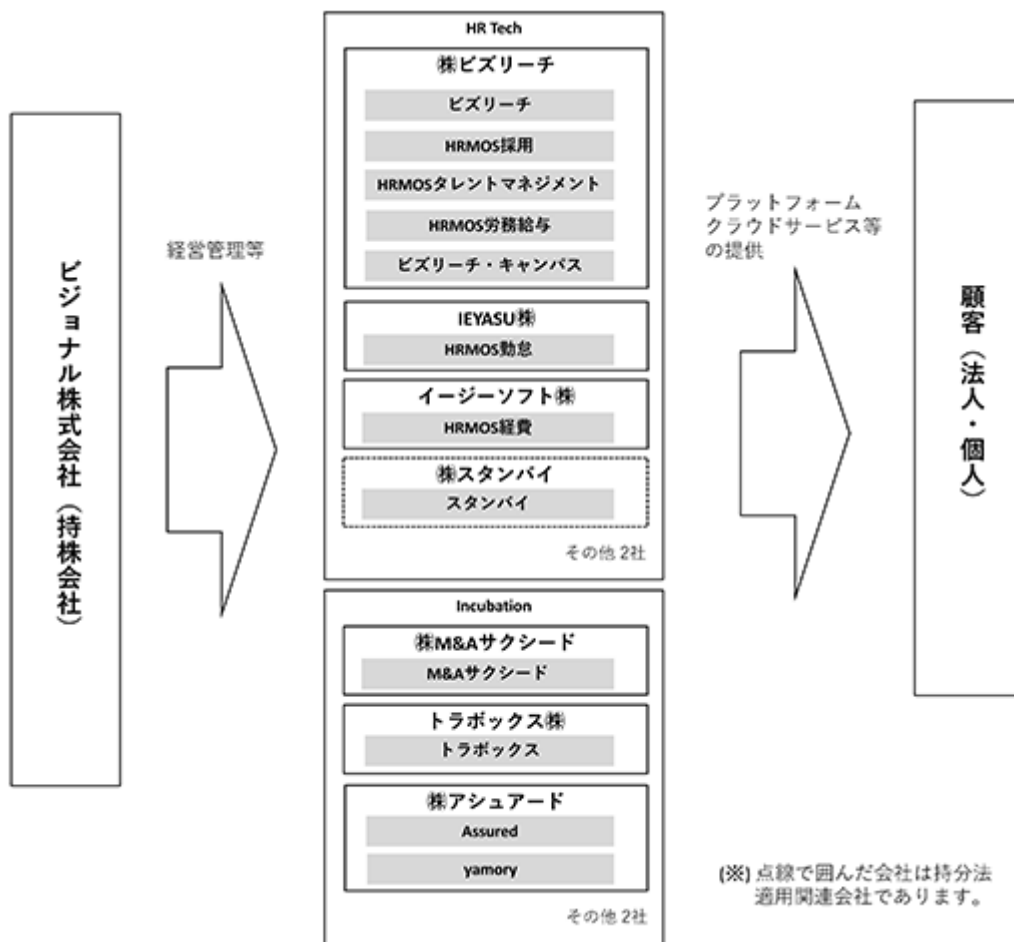 ビジョナル株式会社（持株会社）
経営管理等
HR Tech
㈱ビズリーチ
ビズリーチ
HRMOS採用
HRMOSタレントマネジメント
HRMOS労務給与
ビズリーチ・キャンパス
IEYASU㈱
HRMOS勤怠
イージーソフト㈱
HRMOS経費
㈱スタンバイ
スタンバイ
その他 2社
Incubation
㈱M&Aサクシード
M&Aサクシード
トラボックス㈱
トラボックス
㈱アシュアード
Assured
yamory
その他 2社
プラットフォーム
クラウドサービス等
の提供
顧客（法人・個人）
(※) 点線で囲んだ会社は持分法
適用関連会社であります。